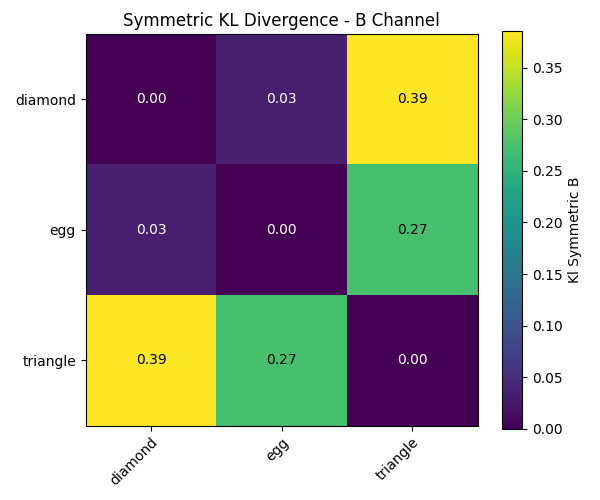 Symmetric KL Divergence - B Channel
diamond 0.00 0.03 0.39
egg 0.03 0.00 0.27
triangle 0.39 0.27 0.00
diamond egg triangle
0.35
0.30
0.25
0.20
0.15
0.10
0.05
0.00
Kl Symmetric B